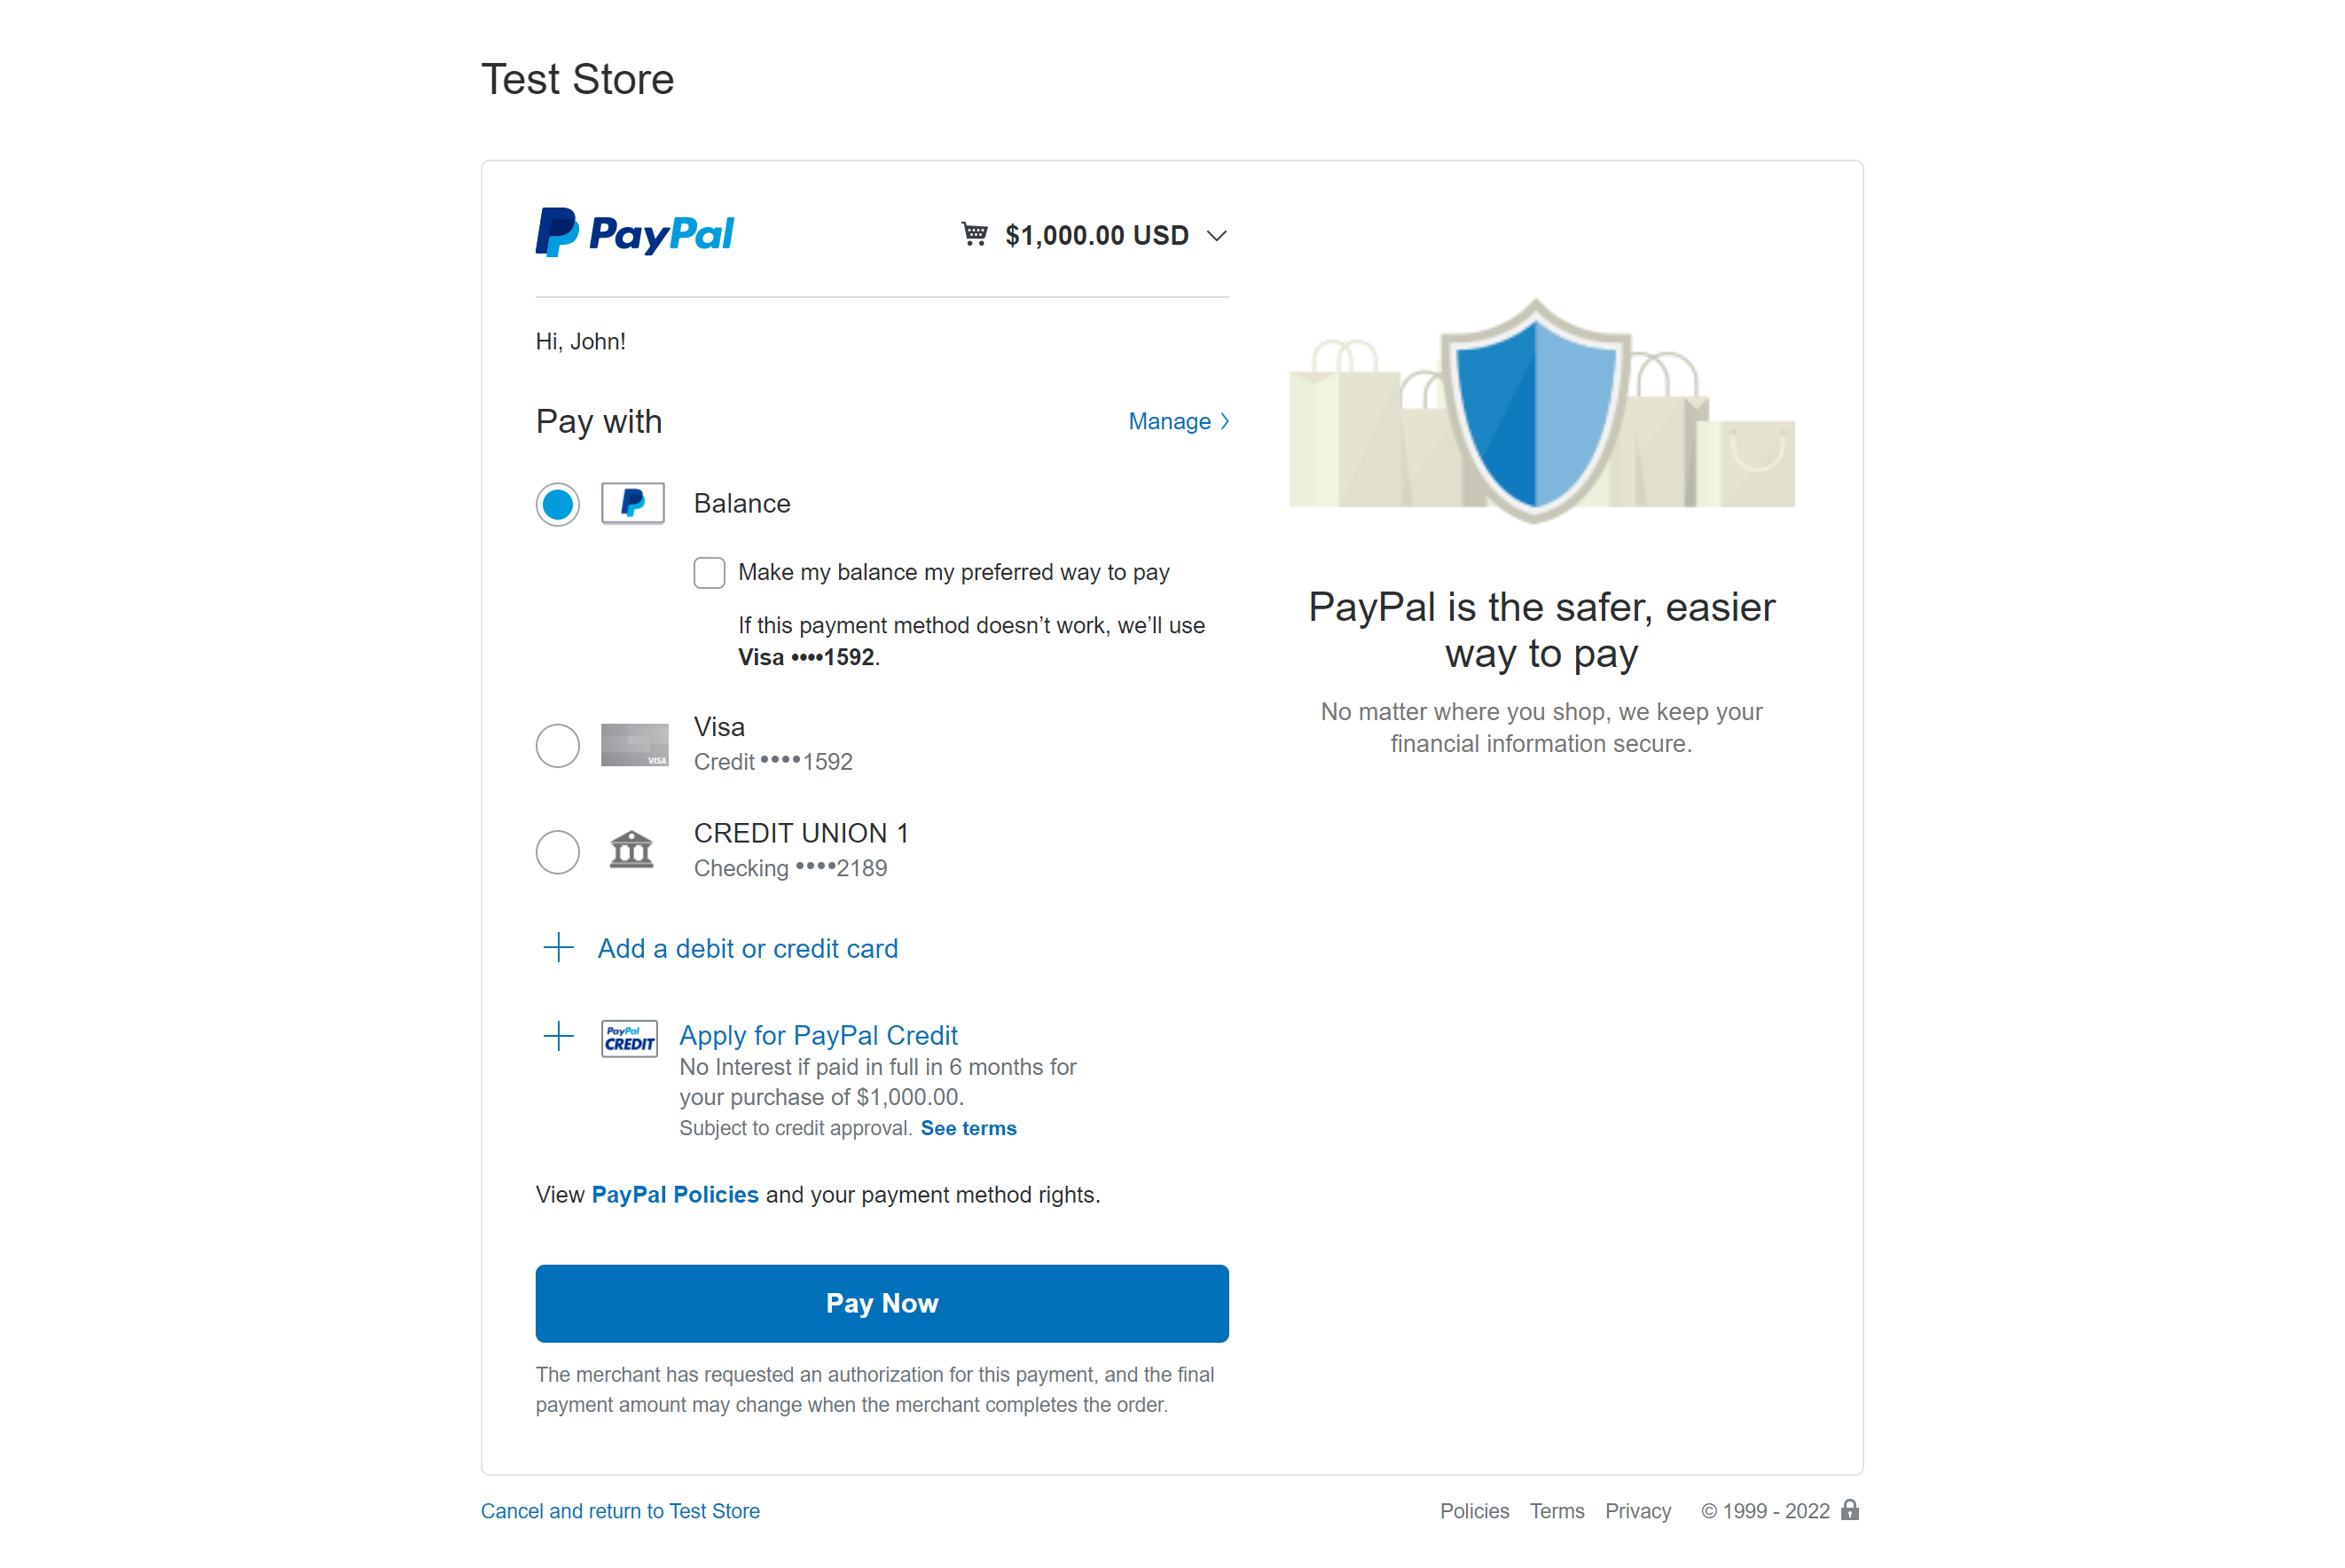 Test Store
PayPal
$1,000.00 USD
Hi, John!
Pay with
Manage
Balance
Make my balance my preferred way to pay
If this payment method doesn’t work, we’ll use
Visa ••••1592.
Visa
VISA
Credit ••••1592
CREDIT UNION 1
Checking ••••2189
Add a debit or credit card
PayPal
CREDIT
Apply for PayPal Credit
No Interest if paid in full in 6 months for
your purchase of $1,000.00.
Subject to credit approval. See terms
View PayPal Policies and your payment method rights.
Pay Now
The merchant has requested an authorization for this payment, and the final
payment amount may change when the merchant completes the order.
PayPal is the safer, easier
way to pay
No matter where you shop, we keep your
financial information secure.
Cancel and return to Test Store
Policies Terms Privacy © 1999 - 2022